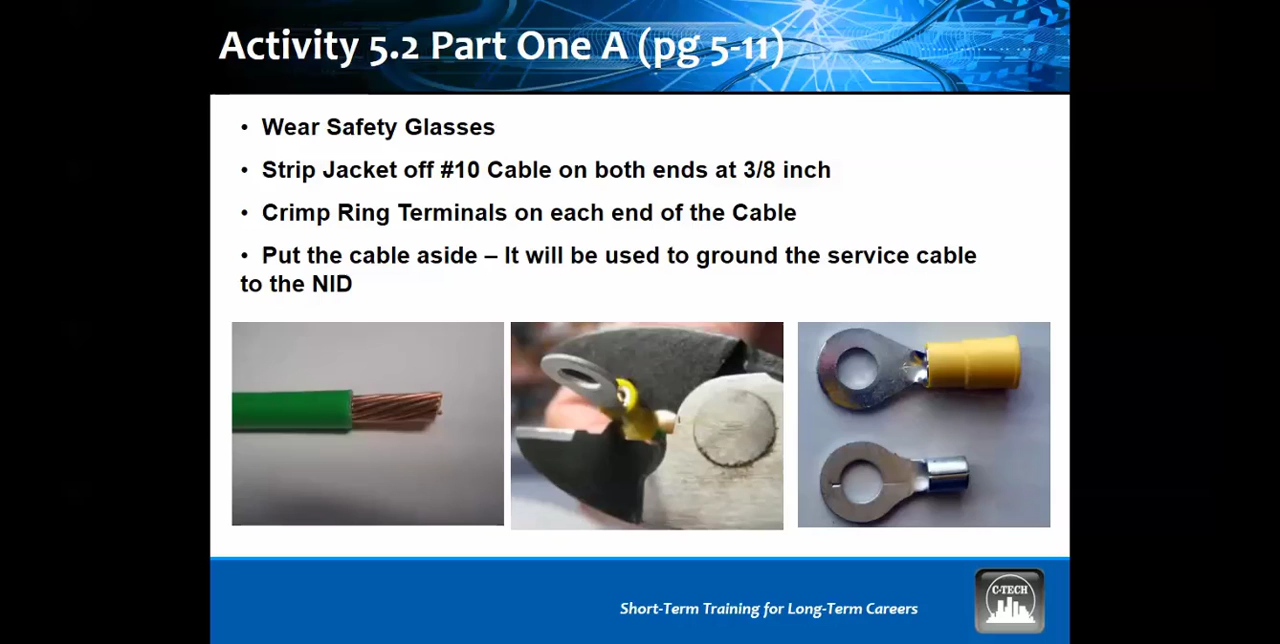 Activity 5.2 Part One A (pg 5-11)
• Wear Safety Glasses
• Strip Jacket off #10 Cable on both ends at 3/8 inch
• Crimp Ring Terminals on each end of the Cable
• Put the cable aside – It will be used to ground the service cable
to the NID
Short-Term Training for Long-Term Careers
C-TECH